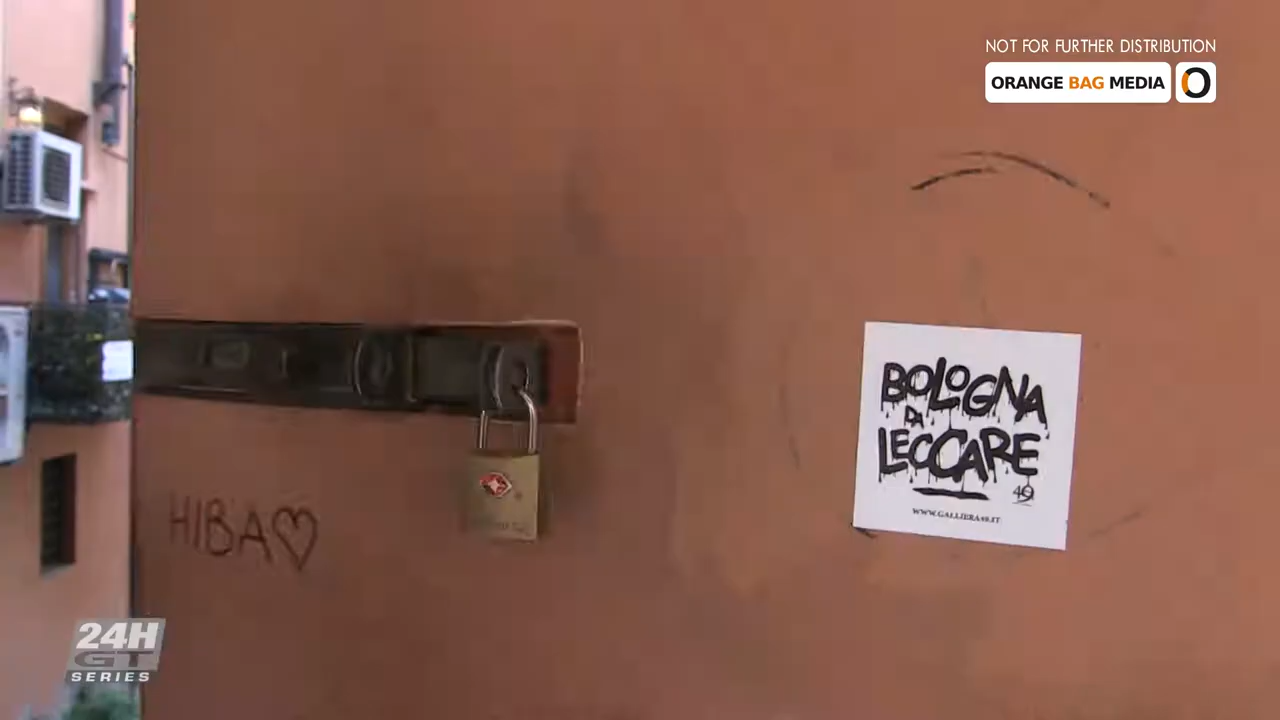 NOT FOR FURTHER DISTRIBUTION
ORANGE BAG MEDIA
BOLOGNA
DA
LECCARE
49
WWW.GALLIERA49.IT
HIBA
24H
GT
SERIES